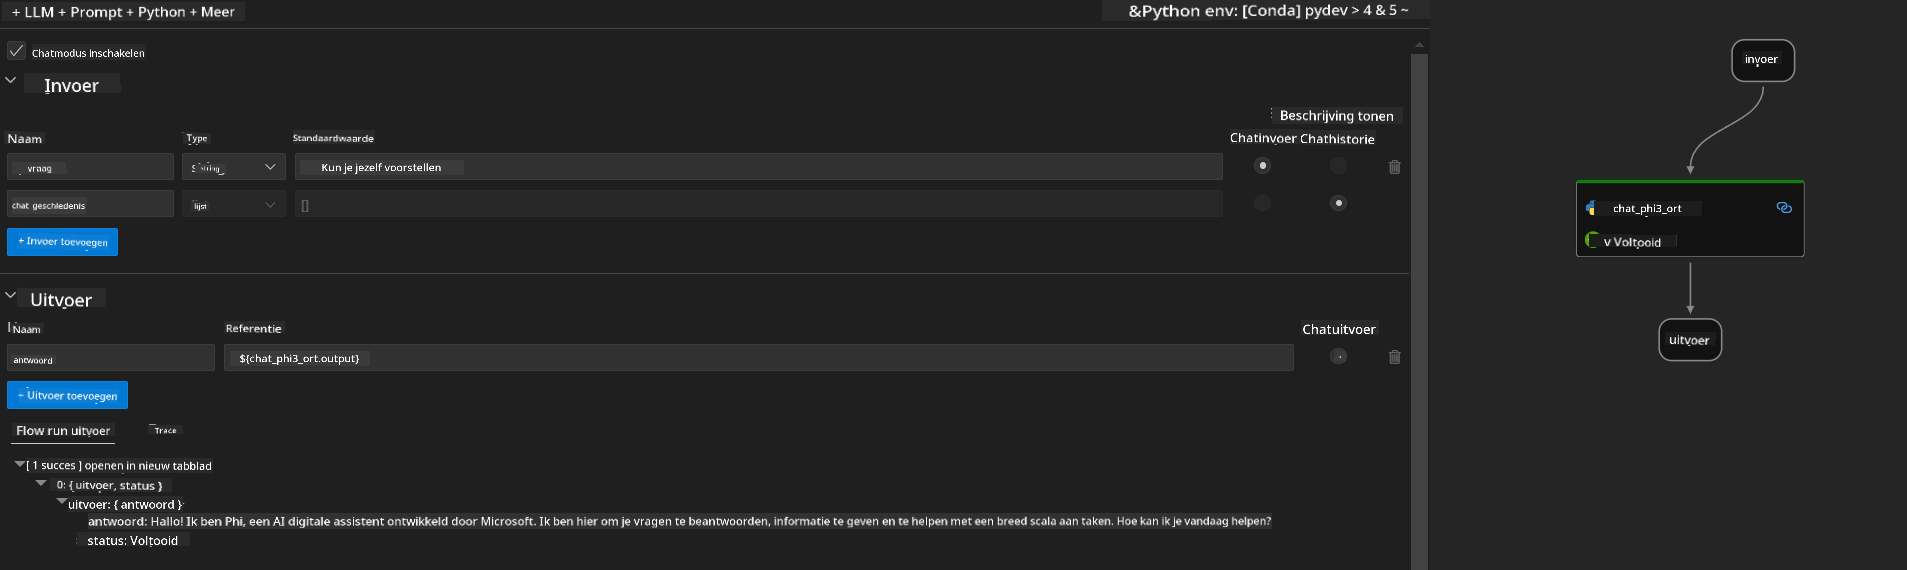 + LLM + Prompt + Python + Meer
&Python env: [Conda] pydev > 4 & 5 ~
Chatmodus inschakelen
Invoer
Beschrijving tonen
Naam Type Standaardwaarde Chatinvoer Chathistorie
vraag string Kun je jezelf voorstellen
chat geschiedenis lijst []
+ Invoer toevoegen
Uitvoer
Naam Referentie Chatuitvoer
antwoord ${chat_phi3_ort.output}
+ Uitvoer toevoegen
Flow run uitvoer Trace
[ 1 succes ] openen in nieuw tabblad
0: { uitvoer, status }
uitvoer: { antwoord }
antwoord: Hallo! Ik ben Phi, een AI digitale assistent ontwikkeld door Microsoft. Ik ben hier om je vragen te beantwoorden, informatie te geven en te helpen met een breed scala aan taken. Hoe kan ik je vandaag helpen?
status: Voltooid
invoer
chat_phi3_ort
v Voltooid
uitvoer